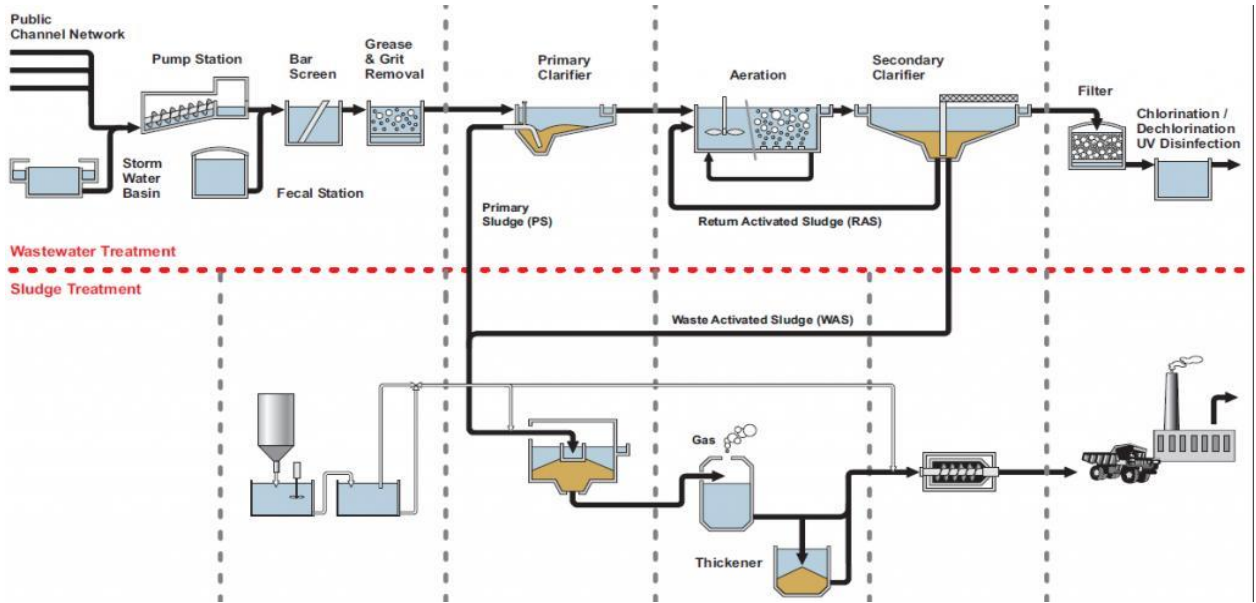 Public
Channel Network
Pump Station
Bar
Screen
Grease
& Grit
Removal
Primary
Clarifier
Aeration
Secondary
Clarifier
Filter
Chlorination /
Dechlorination
UV Disinfection
Storm
Water
Basin
Fecal Station
Primary
Sludge (PS)
Return Activated Sludge (RAS)
Wastewater Treatment
Sludge Treatment
Waste Activated Sludge (WAS)
Gas
Thickener